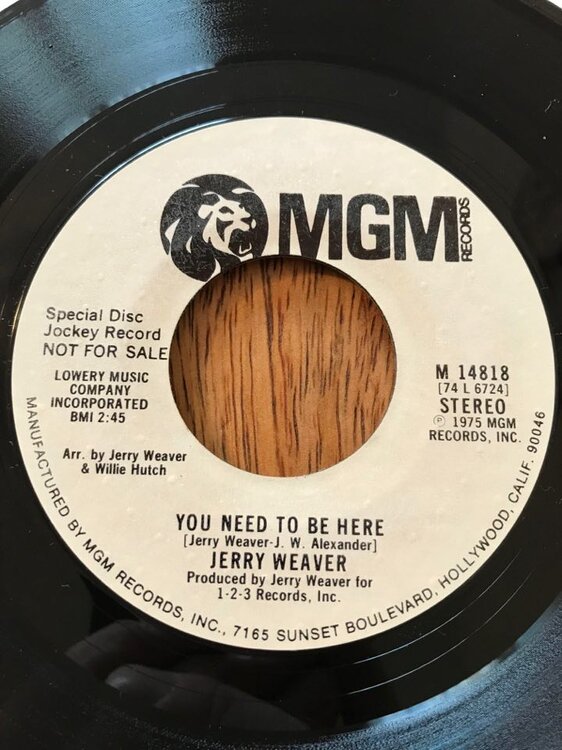 MGM
RECORDS
Special Disc
Jockey Record
NOT FOR SALE
LOWERY MUSIC
COMPANY
INCORPORATED
BMI 2:45
Arr. by Jerry Weaver
& Willie Hutch
M 14818
[74 L 6724]
STEREO
℗ 1975 MGM
RECORDS, INC.
YOU NEED TO BE HERE
[Jerry Weaver-J. W. Alexander]
JERRY WEAVER
Produced by Jerry Weaver for
1-2-3 Records, Inc.
MANUFACTURED BY MGM RECORDS, INC., 7165 SUNSET BOULEVARD, HOLLYWOOD, CALIF. 90046